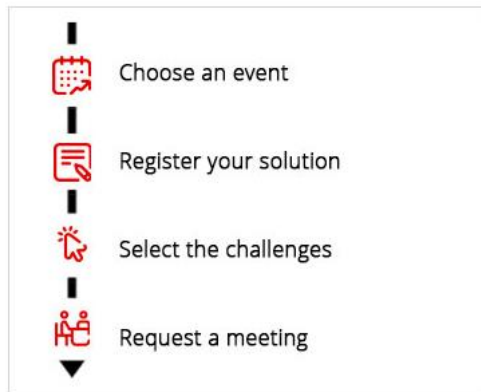 Choose an event
Register your solution
Select the challenges
Request a meeting